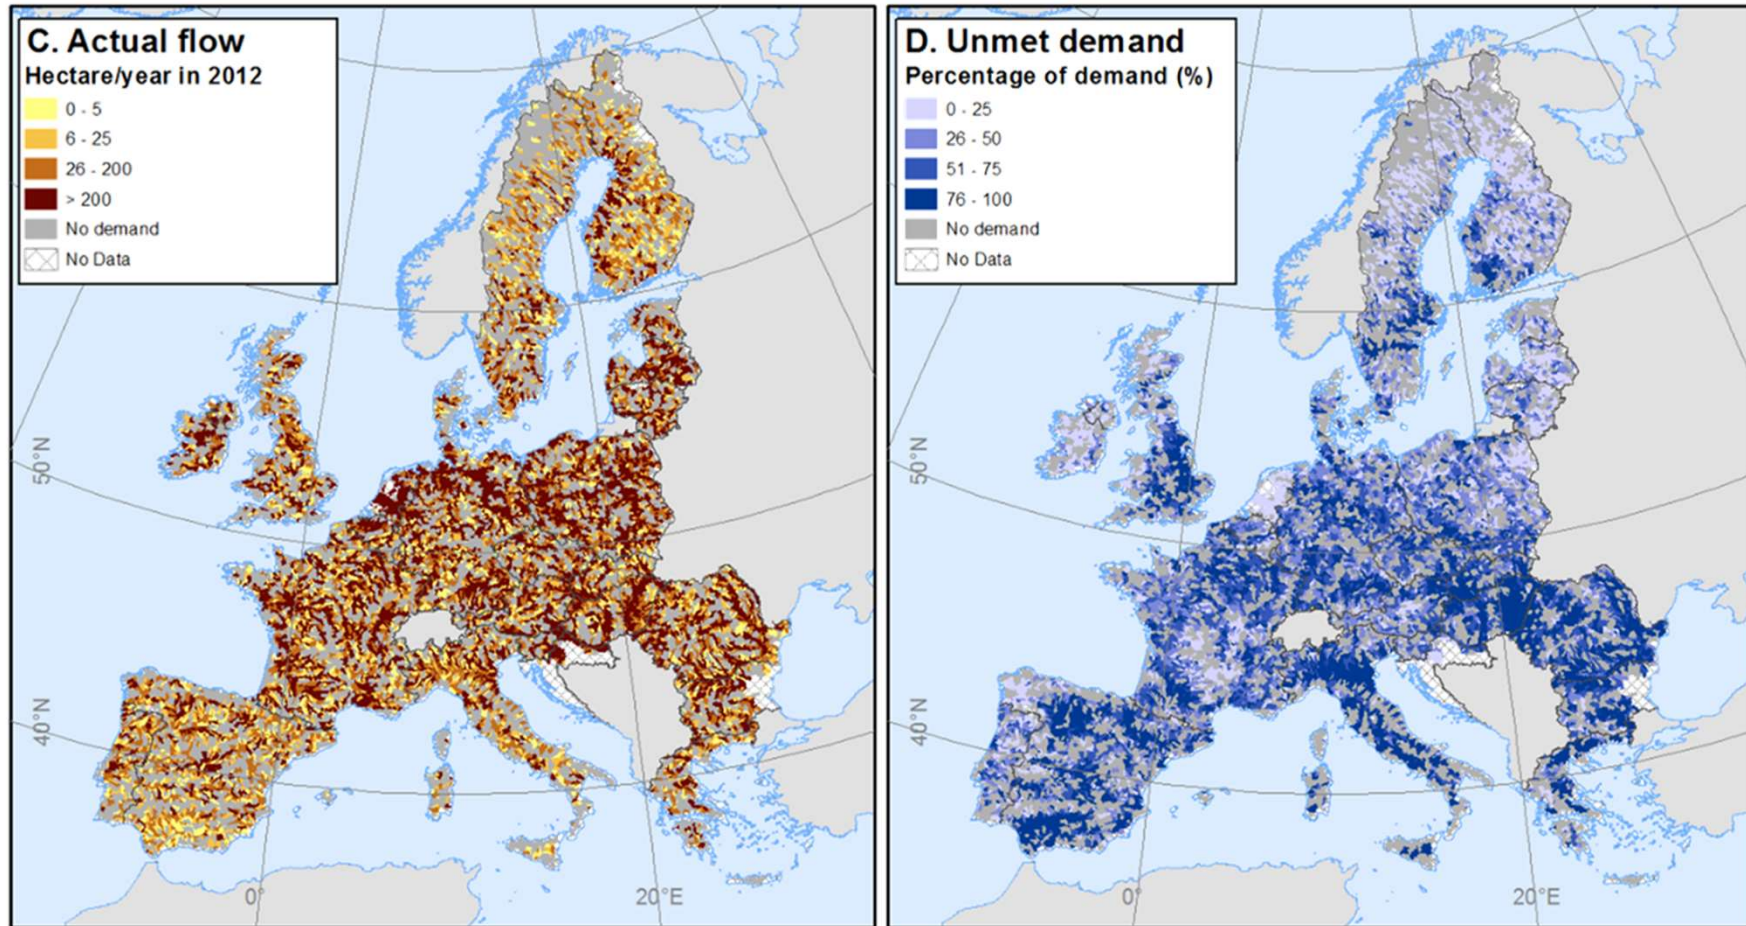 C. Actual flow
Hectare/year in 2012
0 - 5
6 - 25
26 - 200
> 200
No demand
No Data
50°N
40°N
0°
20°E
D. Unmet demand
Percentage of demand (%)
0 - 25
26 - 50
51 - 75
76 - 100
No demand
No Data
50°N
40°N
0°
20°E